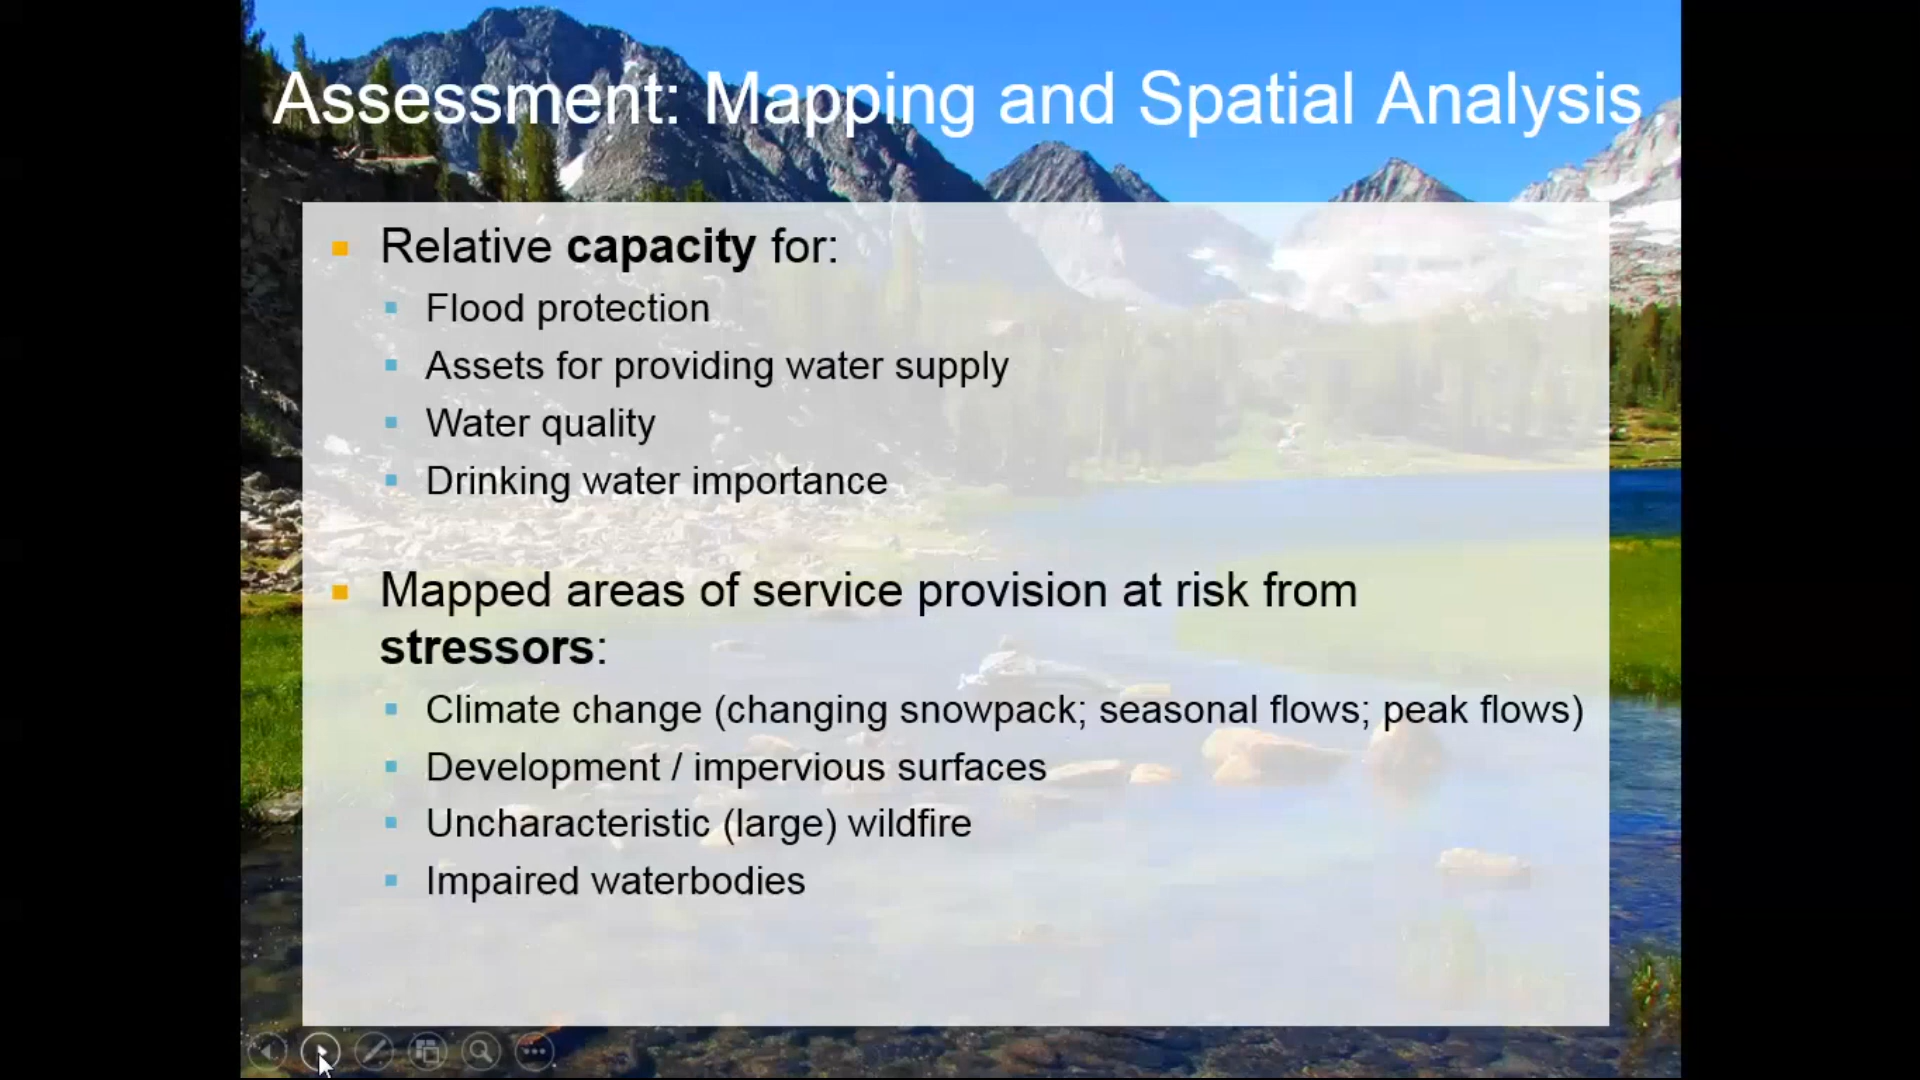 Assessment: Mapping and Spatial Analysis
Relative capacity for:
Flood protection
Assets for providing water supply
Water quality
Drinking water importance
Mapped areas of service provision at risk from
stressors:
Climate change (changing snowpack; seasonal flows; peak flows)
Development / impervious surfaces
Uncharacteristic (large) wildfire
Impaired waterbodies